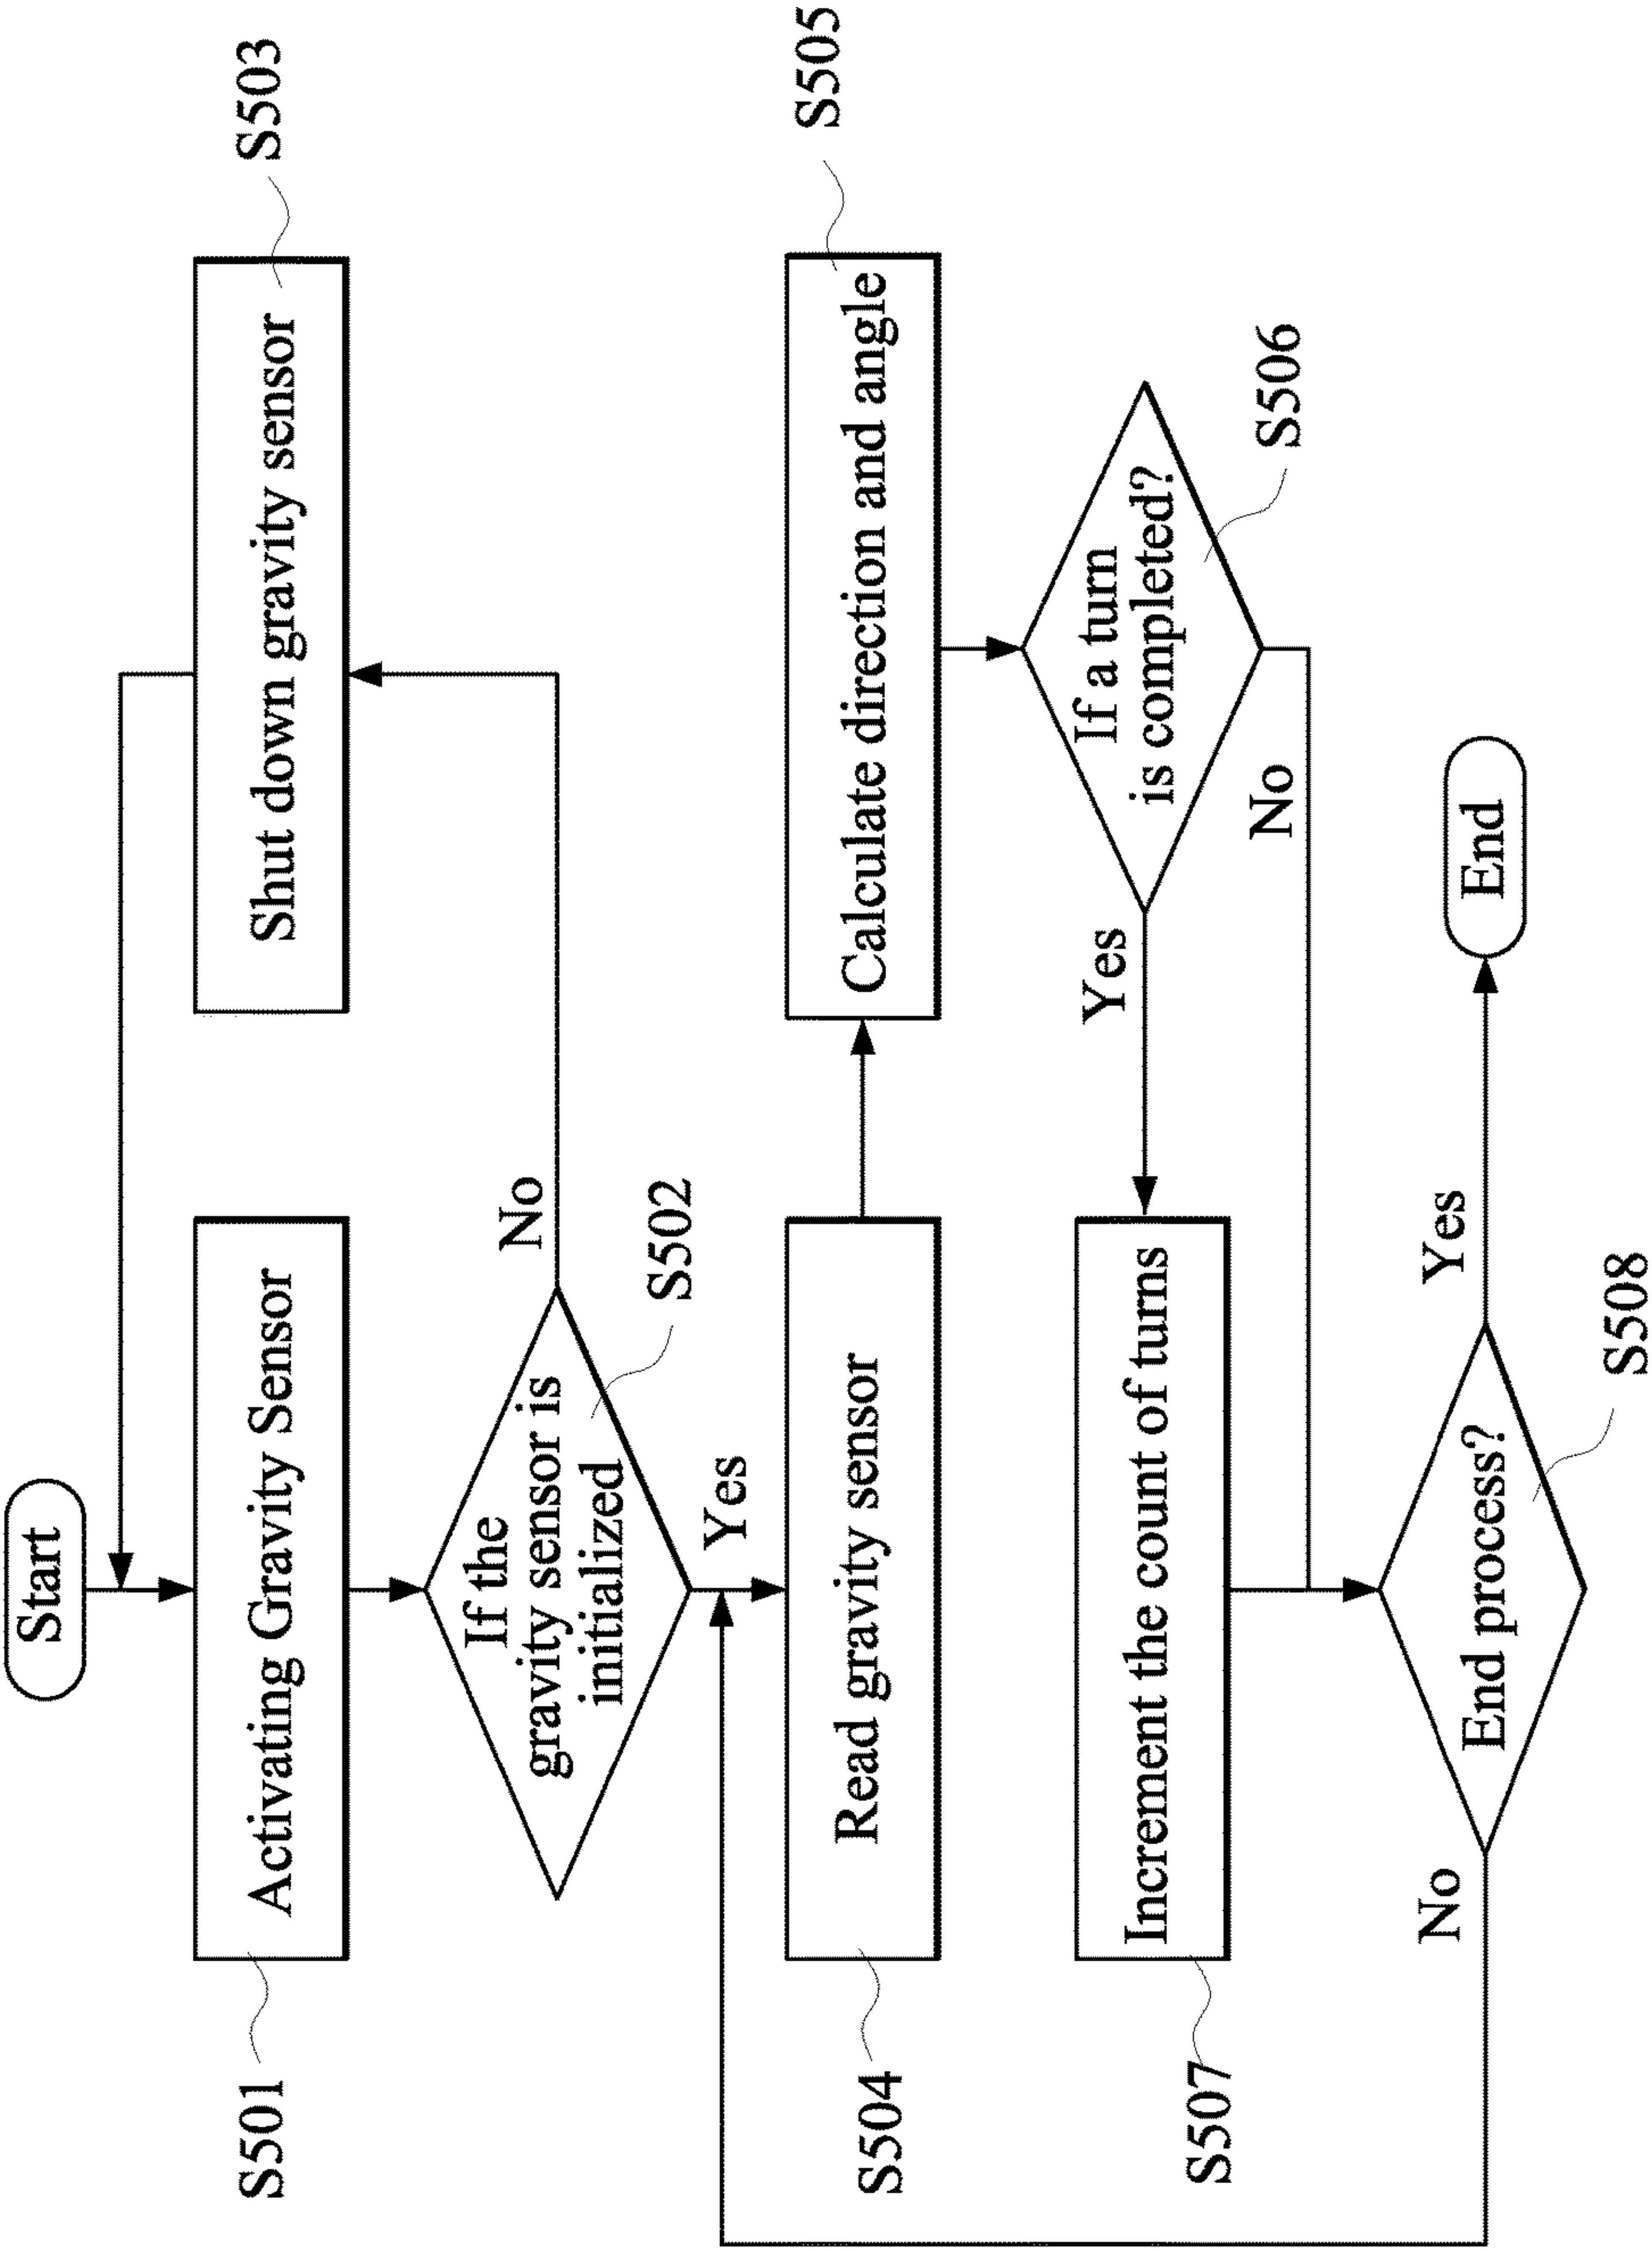 Start
S501
Activating Gravity Sensor
Shut down gravity sensor
S503
If the
gravity sensor is
initialized
No
S502
Yes
S504
Read gravity sensor
Calculate direction and angle
S505
If a turn
is completed?
S506
Yes
No
S507
Increment the count of turns
End process?
S508
No
Yes
End